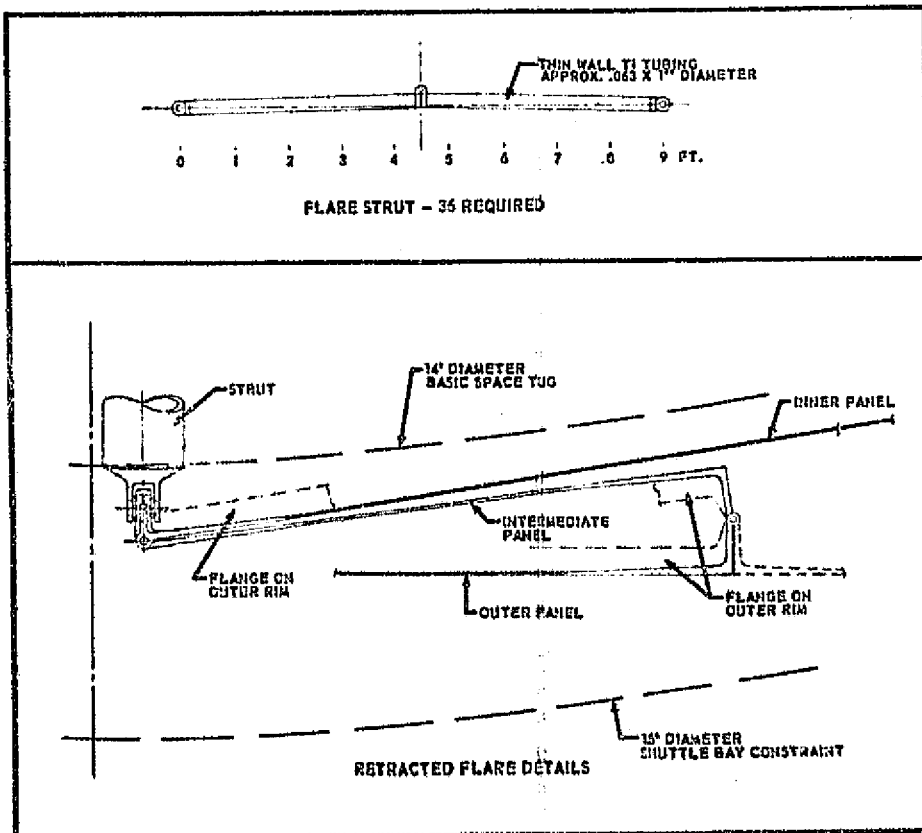 THIN WALL TI TUBING
APPROX. .063 X 1" DIAMETER
0 1 2 3 4 5 6 7 8 9 FT.
FLARE STRUT – 36 REQUIRED
STRUT
14' DIAMETER
BASIC SPACE TUG
INNER PANEL
INTERMEDIATE
PANEL
FLANGE ON
OUTER RIM
OUTER PANEL
FLANGE ON
OUTER RIM
15' DIAMETER
SHUTTLE BAY CONSTRAINT
RETRACTED FLARE DETAILS